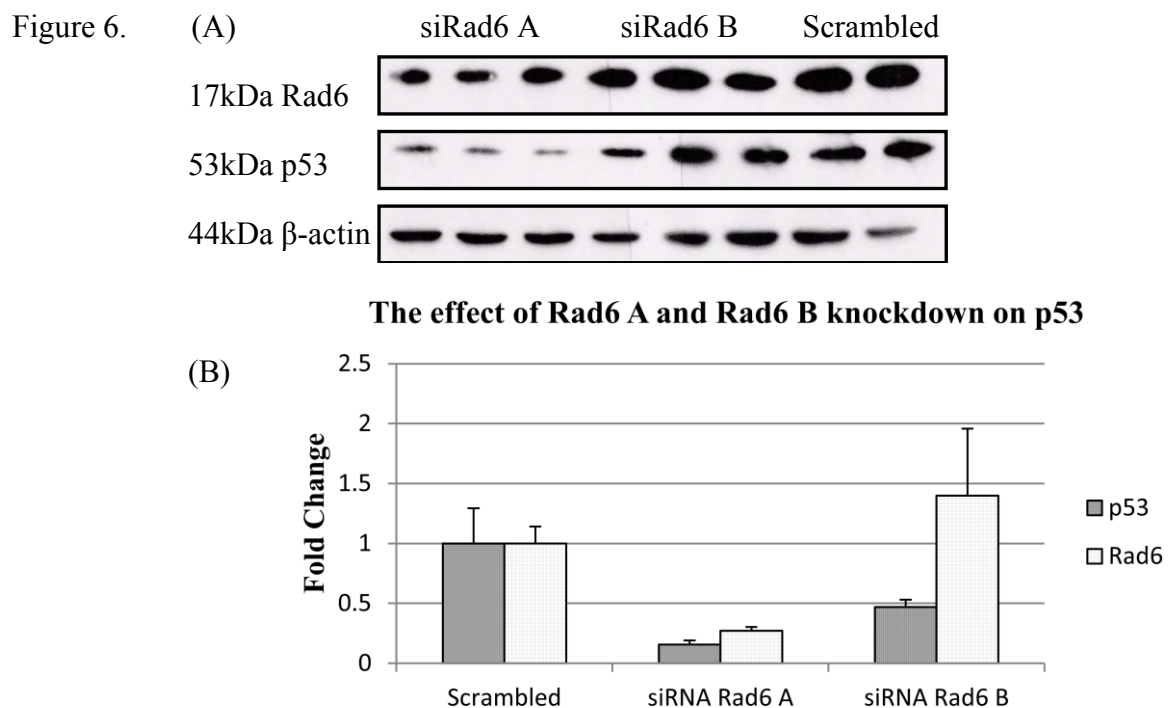 Figure 6. (A) siRad6 A siRad6 B Scrambled
17kDa Rad6
53kDa p53
44kDa β-actin
The effect of Rad6 A and Rad6 B knockdown on p53
(B)
2.5
2
1.5
1
0.5
0
Fold Change
Scrambled siRNA Rad6 A siRNA Rad6 B
p53
Rad6